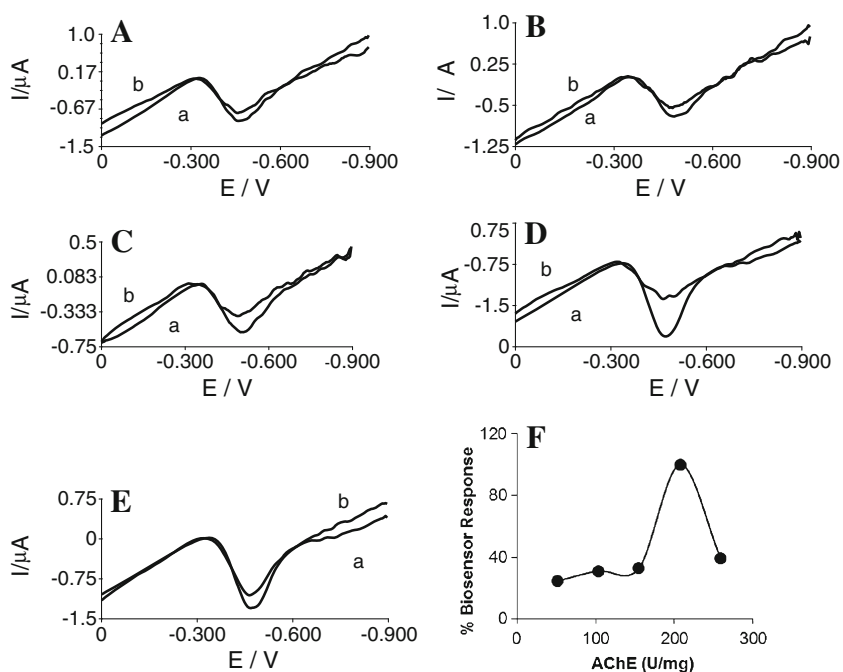 A
I/μA
1.0
0.17
-0.67
-1.5
b
a
0
-0.300
-0.600
-0.900
E / V
B
I/ A
1.0
0.25
-0.5
-1.25
b
a
0
-0.300
-0.600
-0.900
E / V
C
I/μA
0.5
0.083
-0.333
-0.75
b
a
0
-0.300
-0.600
-0.900
E / V
D
I/μA
0.75
-0.75
-1.5
0
b
a
0
-0.300
-0.600
-0.900
E / V
E
I/μA
0.75
0
-0.75
-1.5
b
a
0
-0.300
-0.600
-0.900
E / V
F
% Biosensor Response
120
80
40
0
0
100
200
300
AChE (U/mg)